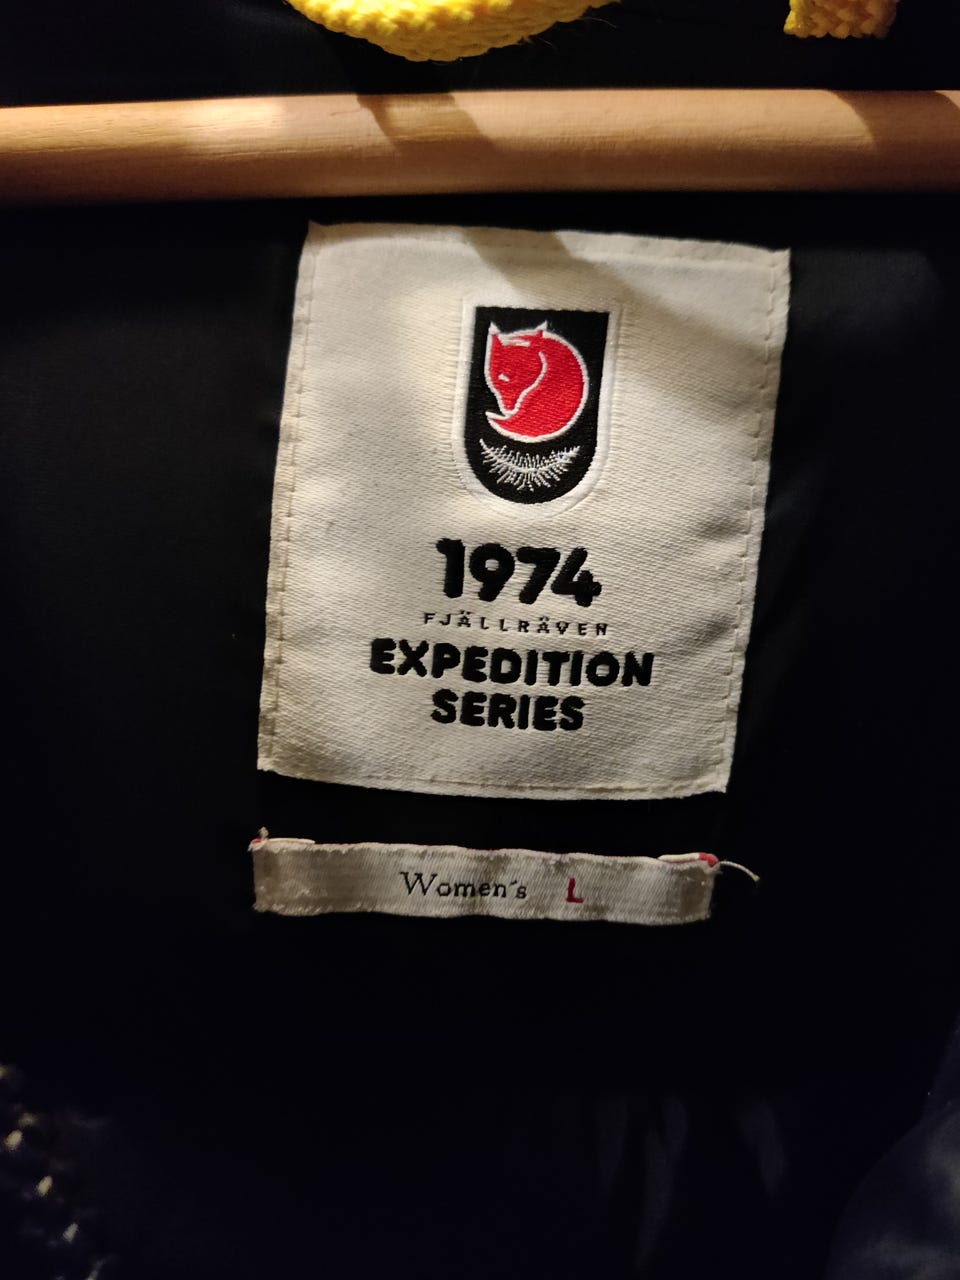 1974
FJÄLLRÄVEN
EXPEDITION
SERIES
Women's L